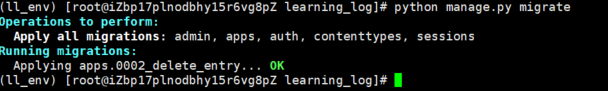 (ll_env) [root@iZbp17plnodbhy15r6vg8pZ learning_log]# python manage.py migrate
Operations to perform:
  Apply all migrations: admin, apps, auth, contenttypes, sessions
Running migrations:
  Applying apps.0002_delete_entry... OK
(ll_env) [root@iZbp17plnodbhy15r6vg8pZ learning_log]#